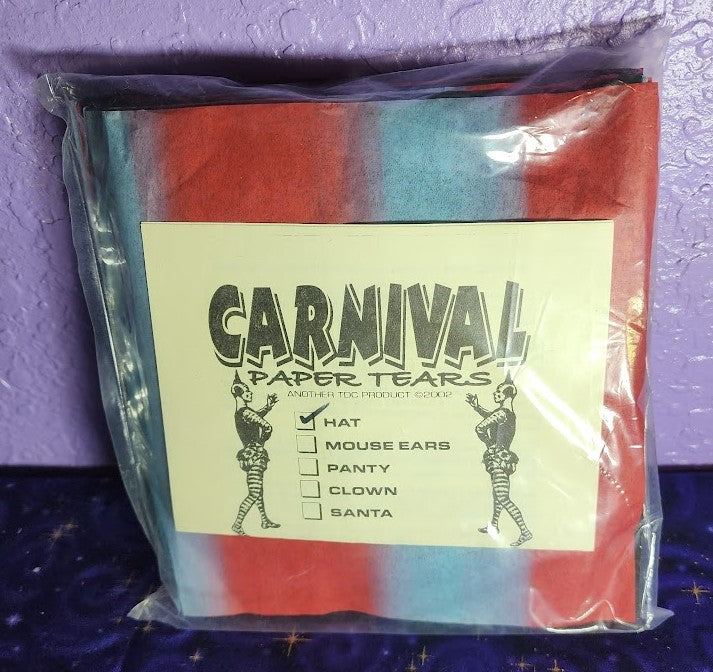 CARNIVAL
PAPER TEARS
ANOTHER TDC PRODUCT ©2002
HAT
MOUSE EARS
PANTY
CLOWN
SANTA